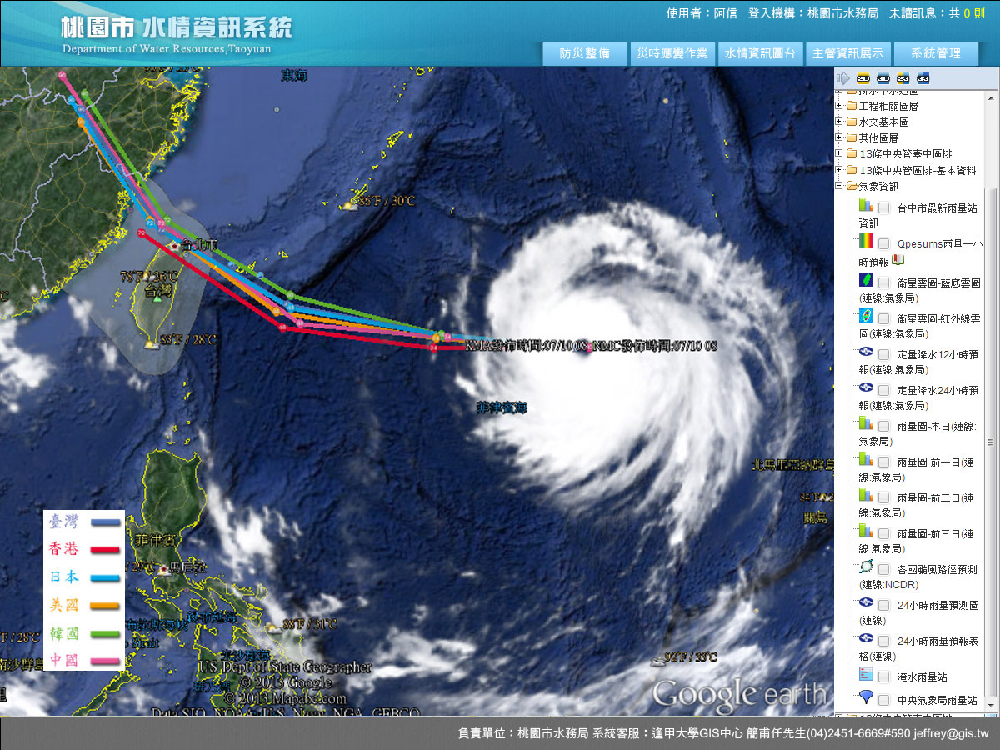 桃園市 水情資訊系統
Department of Water Resources,Taoyuan
使用者：阿信 登入機構：桃園市水務局 未讀訊息：共 0 則
防災整備 災時應變作業 水情資訊圖台 主管資訊展示 系統管理
2D 3D 23 33
東海
86°F / 30°C
台北市
78°F / 26°C
台灣
83°F / 28°C
KMA發佈時間:07/10 08 NMC發佈時間:07/10 08
菲律賓海
北馬里亞納群島
關島
臺灣
香港
日本
美國
韓國
中國
菲律賓
馬尼拉
88°F / 31°C
92°F / 33°C
US Dept of State Geographer
© 2013 Google
© 2013 Mapabc.com
Data SIO, NOAA, U.S. Navy, NGA, GEBCO
Google earth
排水下水道圖
工程相關圖層
水文基本圖
其他圖層
13條中央管臺中區排
13條中央管區排-基本資料
氣象資訊
台中市最新雨量站
資訊
Qpesums雨量一小
時預報
衛星雲圖-藍底雲圖
(連線:氣象局)
衛星雲圖-紅外線雲
圖(連線:氣象局)
定量降水12小時預
報(連線:氣象局)
定量降水24小時預
報(連線:氣象局)
雨量圖-本日(連線:
氣象局)
雨量圖-前一日(連
線:氣象局)
雨量圖-前二日(連
線:氣象局)
雨量圖-前三日(連
線:氣象局)
各國颱風路徑預測
(連線:NCDR)
24小時雨量預測圖
(連線)
24小時雨量預報表
格(連線)
淹水雨量站
中央氣象局雨量站
負責單位：桃園市水務局 系統客服：逢甲大學GIS中心 簡甫任先生(04)2451-6669#590 jeffrey@gis.tw